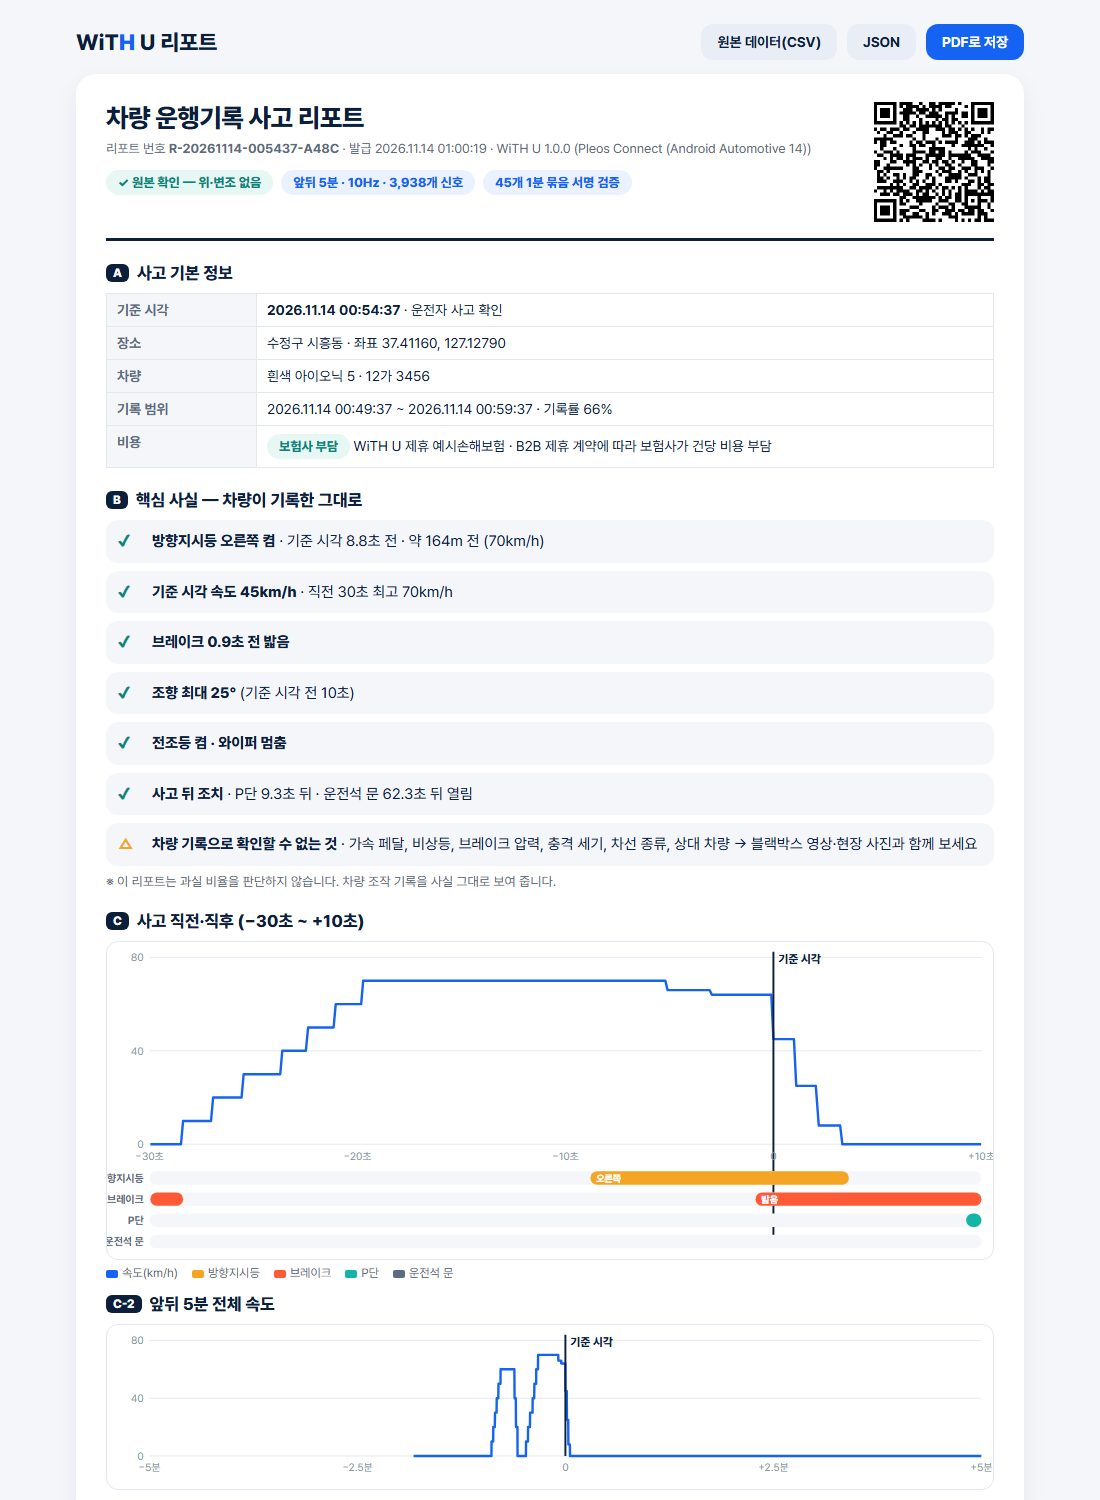 WiTH U 리포트
원본 데이터(CSV)
JSON
PDF로 저장
차량 운행기록 사고 리포트
리포트 번호 R-20261114-005437-A48C · 발급 2026.11.14 01:00:19 · WiTH U 1.0.0 (Pleos Connect (Android Automotive 14))
✓ 원본 확인 — 위·변조 없음
앞뒤 5분 · 10Hz · 3,938개 신호
45개 1분 묶음 서명 검증
A 사고 기본 정보
기준 시각 2026.11.14 00:54:37 · 운전자 사고 확인
장소 수정구 시흥동 · 좌표 37.41160, 127.12790
차량 흰색 아이오닉 5 · 12가 3456
기록 범위 2026.11.14 00:49:37 ~ 2026.11.14 00:59:37 · 기록률 66%
비용 보험사 부담 WiTH U 제휴 예시손해보험 · B2B 제휴 계약에 따라 보험사가 건당 비용 부담
B 핵심 사실 — 차량이 기록한 그대로
✓ 방향지시등 오른쪽 켬 · 기준 시각 8.8초 전 · 약 164m 전 (70km/h)
✓ 기준 시각 속도 45km/h · 직전 30초 최고 70km/h
✓ 브레이크 0.9초 전 밟음
✓ 조향 최대 25° (기준 시각 전 10초)
✓ 전조등 켬 · 와이퍼 멈춤
✓ 사고 뒤 조치 · P단 9.3초 뒤 · 운전석 문 62.3초 뒤 열림
△ 차량 기록으로 확인할 수 없는 것 · 가속 페달, 비상등, 브레이크 압력, 충격 세기, 차선 종류, 상대 차량 → 블랙박스 영상·현장 사진과 함께 보세요
※ 이 리포트는 과실 비율을 판단하지 않습니다. 차량 조작 기록을 사실 그대로 보여 줍니다.
C 사고 직전·직후 (−30초 ~ +10초)
80
기준 시각
40
0
−30초 −20초 −10초 0 +10초
향지시등 오른쪽
브레이크 밟음
P단
운전석 문
속도(km/h) 방향지시등 브레이크 P단 운전석 문
C-2 앞뒤 5분 전체 속도
80
기준 시각
40
0
−5분 −2.5분 0 +2.5분 +5분